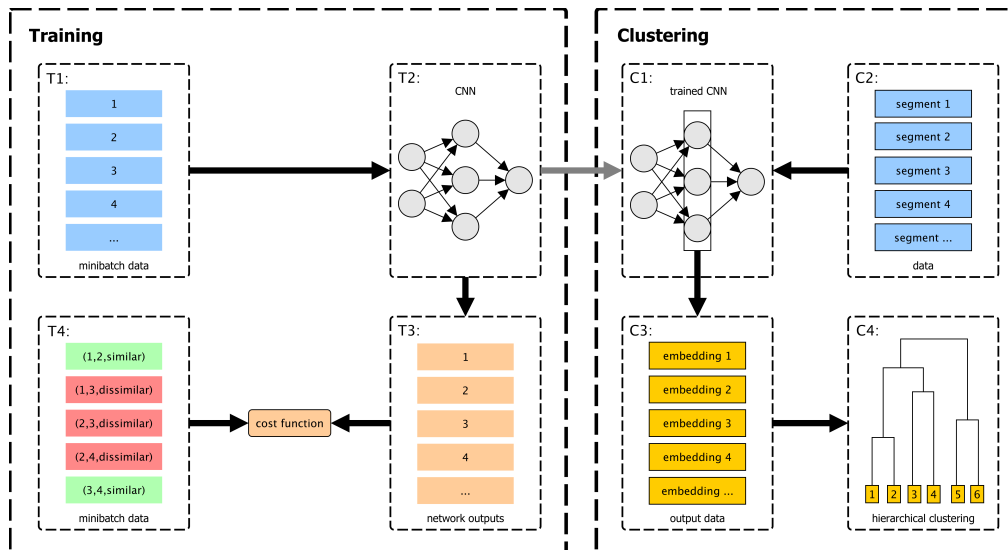 Training
T1:
1
2
3
4
...
minibatch data
T2:
CNN
T4:
(1,2,similar)
(1,3,dissimilar)
(2,3,dissimilar)
(2,4,dissimilar)
(3,4,similar)
minibatch data
cost function
T3:
1
2
3
4
...
network outputs
Clustering
C1:
trained CNN
C2:
segment 1
segment 2
segment 3
segment 4
segment ...
data
C3:
embedding 1
embedding 2
embedding 3
embedding 4
embedding ...
output data
C4:
1 2 3 4 5 6
hierarchical clustering